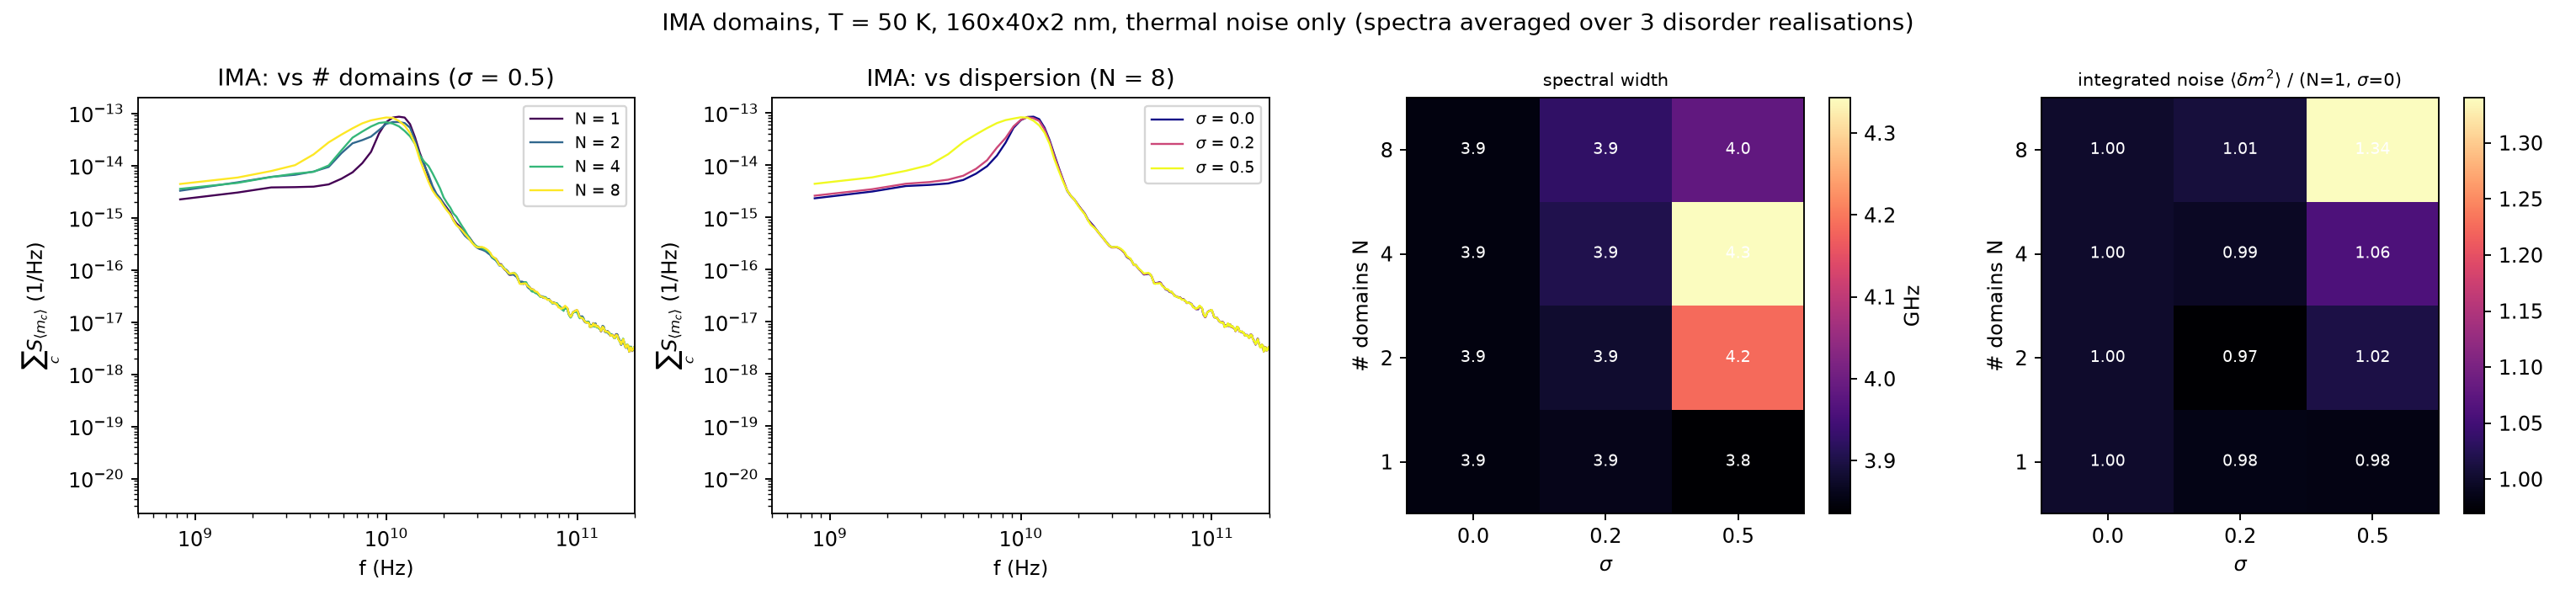 IMA domains, T = 50 K, 160x40x2 nm, thermal noise only (spectra averaged over 3 disorder realisations)
IMA: vs # domains (σ = 0.5)
10⁻¹³
10⁻¹⁴
10⁻¹⁵
10⁻¹⁶
10⁻¹⁷
10⁻¹⁸
10⁻¹⁹
10⁻²⁰
∑_c S_⟨m_c⟩ (1/Hz)
N = 1
N = 2
N = 4
N = 8
10⁹ 10¹⁰ 10¹¹
f (Hz)
IMA: vs dispersion (N = 8)
10⁻¹³
10⁻¹⁴
10⁻¹⁵
10⁻¹⁶
10⁻¹⁷
10⁻¹⁸
10⁻¹⁹
10⁻²⁰
∑_c S_⟨m_c⟩ (1/Hz)
σ = 0.0
σ = 0.2
σ = 0.5
10⁹ 10¹⁰ 10¹¹
f (Hz)
spectral width
# domains N
8 3.9 3.9 4.0
4 3.9 3.9 4.3
2 3.9 3.9 4.2
1 3.9 3.9 3.8
0.0 0.2 0.5
σ
4.3
4.2
4.1
4.0
3.9
GHz
integrated noise ⟨δm²⟩ / (N=1, σ=0)
# domains N
8 1.00 1.01 1.34
4 1.00 0.99 1.06
2 1.00 0.97 1.02
1 1.00 0.98 0.98
0.0 0.2 0.5
σ
1.30
1.25
1.20
1.15
1.10
1.05
1.00